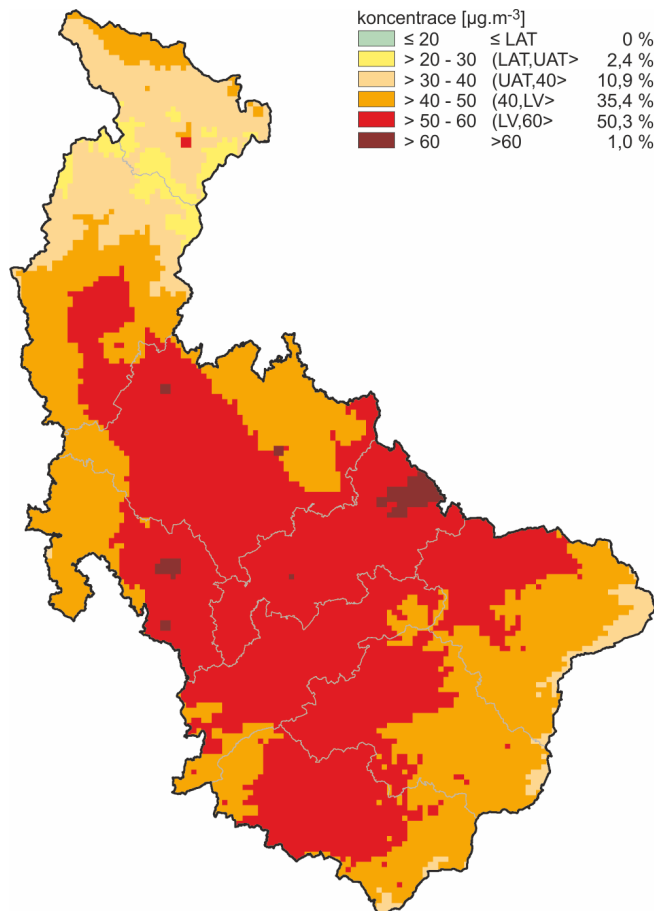 koncentrace [µg.m⁻³]
≤ 20 ≤ LAT 0 %
> 20 - 30 (LAT,UAT> 2,4 %
> 30 - 40 (UAT,40> 10,9 %
> 40 - 50 (40,LV> 35,4 %
> 50 - 60 (LV,60> 50,3 %
> 60 >60 1,0 %